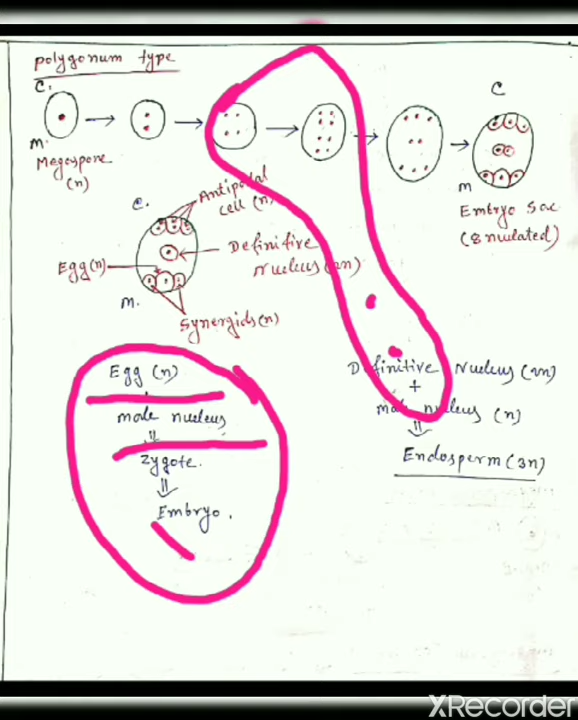 polygonum type
C.
C
M.
Megaspore
(n)
M
Embryo Sac
(8 nulated)
C.
Antipodal
cell (n)
Definitive
Nucleus (2n)
Egg (n)
M.
Synergids (n)
Egg (n)
male nucleus
Zygote.
Embryo.
Definitive Nucleus (2n)
+
male nucleus (n)
Endosperm (3n)
XRecorder